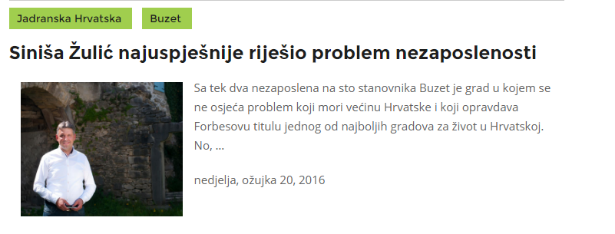 Jadranska Hrvatska
Buzet
Siniša Žulić najuspješnije riješio problem nezaposlenosti
Sa tek dva nezaposlena na sto stanovnika Buzet je grad u kojem se
ne osjeća problem koji mori većinu Hrvatske i koji opravdava
Forbesovu titulu jednog od najboljih gradova za život u Hrvatskoj.
No, ...
nedjelja, ožujka 20, 2016